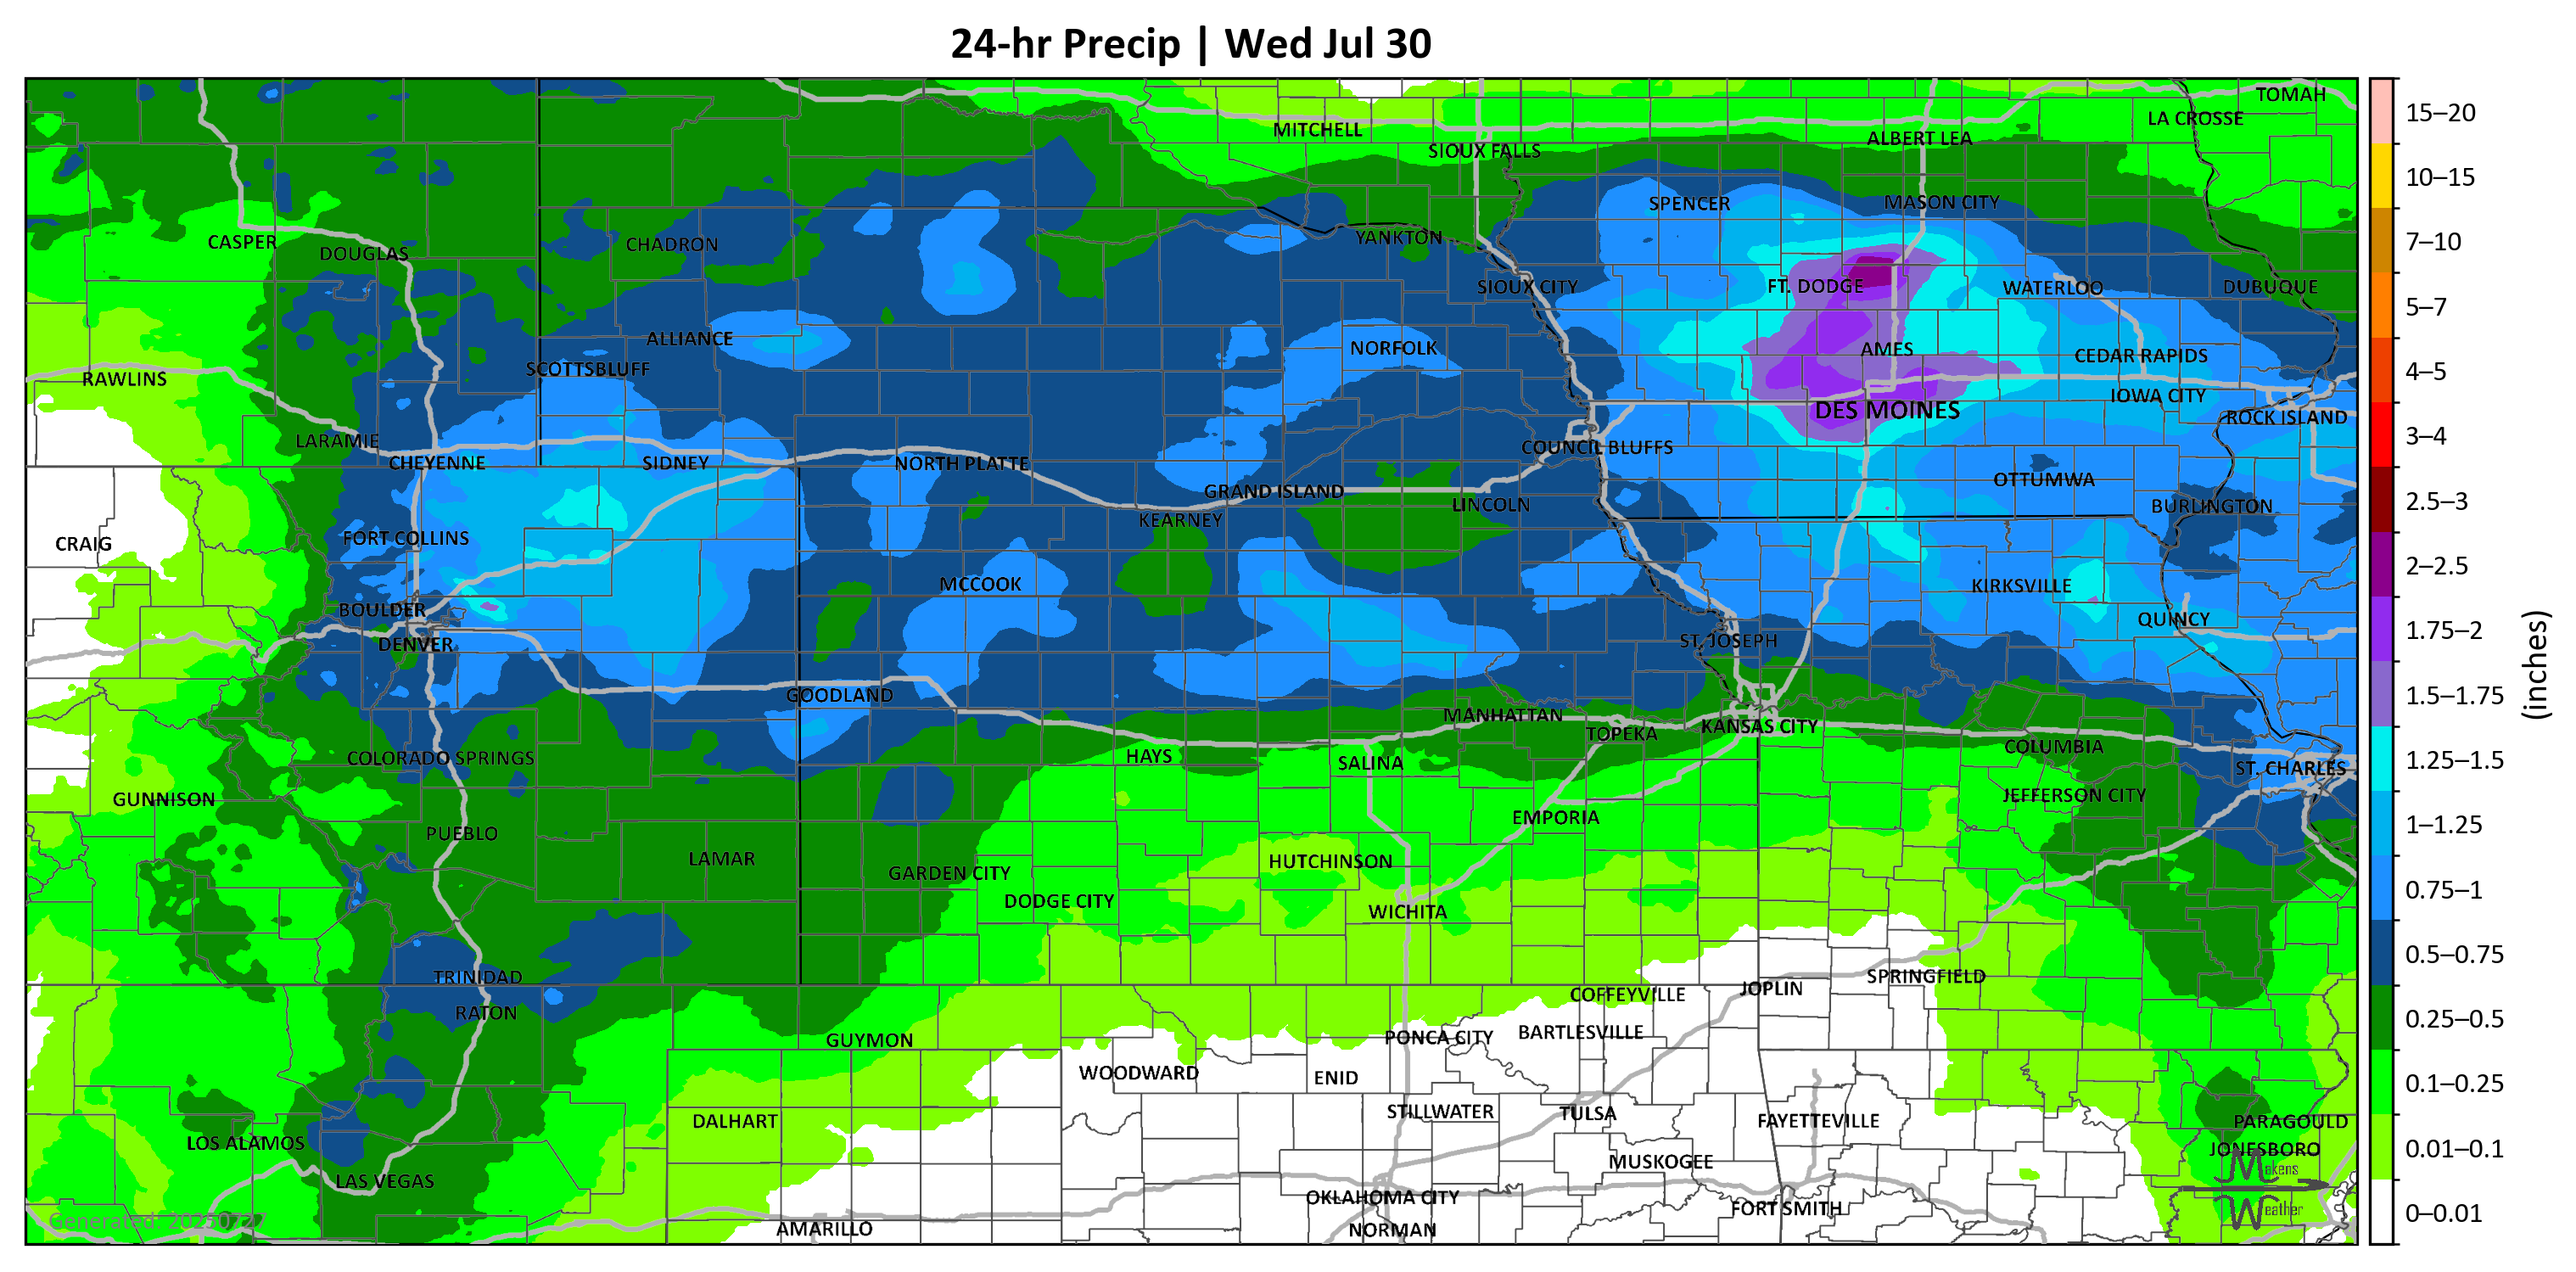 24-hr Precip | Wed Jul 30
TOMAH
LA CROSSE
MITCHELL
ALBERT LEA
SIOUX FALLS
SPENCER
MASON CITY
CASPER
DOUGLAS
CHADRON
YANKTON
SIOUX CITY
FT. DODGE
WATERLOO
DUBUQUE
ALLIANCE
NORFOLK
AMES
CEDAR RAPIDS
SCOTTSBLUFF
RAWLINS
IOWA CITY
DES MOINES
ROCK ISLAND
LARAMIE
COUNCIL BLUFFS
CHEYENNE
SIDNEY
NORTH PLATTE
OTTUMWA
GRAND ISLAND
LINCOLN
BURLINGTON
KEARNEY
FORT COLLINS
CRAIG
MCCOOK
KIRKSVILLE
BOULDER
QUINCY
DENVER
ST. JOSEPH
GOODLAND
MANHATTAN
KANSAS CITY
TOPEKA
COLUMBIA
COLORADO SPRINGS
HAYS
SALINA
ST. CHARLES
GUNNISON
JEFFERSON CITY
EMPORIA
PUEBLO
LAMAR
HUTCHINSON
GARDEN CITY
DODGE CITY
WICHITA
TRINIDAD
SPRINGFIELD
JOPLIN
COFFEYVILLE
RATON
GUYMON
PONCA CITY
BARTLESVILLE
WOODWARD
ENID
STILLWATER
TULSA
DALHART
FAYETTEVILLE
PARAGOULD
LOS ALAMOS
JONESBORO
MUSKOGEE
LAS VEGAS
OKLAHOMA CITY
FORT SMITH
AMARILLO
NORMAN
Generated: 20250727
Mekens
Weather
15–20
10–15
7–10
5–7
4–5
3–4
2.5–3
2–2.5
1.75–2
1.5–1.75
1.25–1.5
1–1.25
0.75–1
0.5–0.75
0.25–0.5
0.1–0.25
0.01–0.1
0–0.01
(inches)